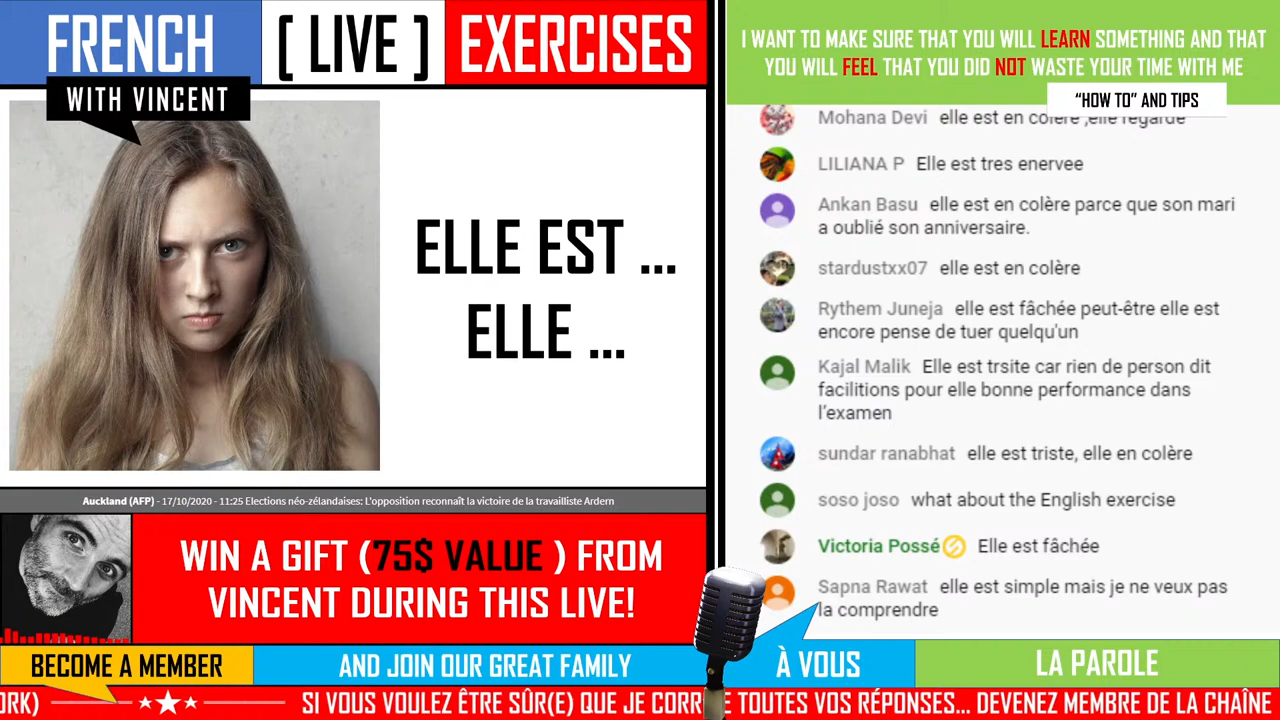 FRENCH
[ LIVE ]
EXERCISES
WITH VINCENT
ELLE EST ...
ELLE ...
Auckland (AFP) - 17/10/2020 - 11:25 Elections néo-zélandaises: L'opposition reconnaît la victoire de la travailliste Ardern
WIN A GIFT (75$ VALUE ) FROM
VINCENT DURING THIS LIVE!
BECOME A MEMBER
AND JOIN OUR GREAT FAMILY
I WANT TO MAKE SURE THAT YOU WILL LEARN SOMETHING AND THAT
YOU WILL FEEL THAT YOU DID NOT WASTE YOUR TIME WITH ME
“HOW TO” AND TIPS
Mohana Devi elle est en colère ,elle regarde
LILIANA P Elle est tres enervee
Ankan Basu elle est en colère parce que son mari
a oublié son anniversaire.
stardustxx07 elle est en colère
Rythem Juneja elle est fâchée peut-être elle est
encore pense de tuer quelqu'un
Kajal Malik Elle est trsite car rien de person dit
facilitions pour elle bonne performance dans
l’examen
sundar ranabhat elle est triste, elle en colère
soso joso what about the English exercise
Victoria Possé Elle est fâchée
Sapna Rawat elle est simple mais je ne veux pas
la comprendre
À VOUS
LA PAROLE
ORK) SI VOUS VOULEZ ÊTRE SÛR(E) QUE JE CORR E TOUTES VOS RÉPONSES... DEVENEZ MEMBRE DE LA CHAÎNE